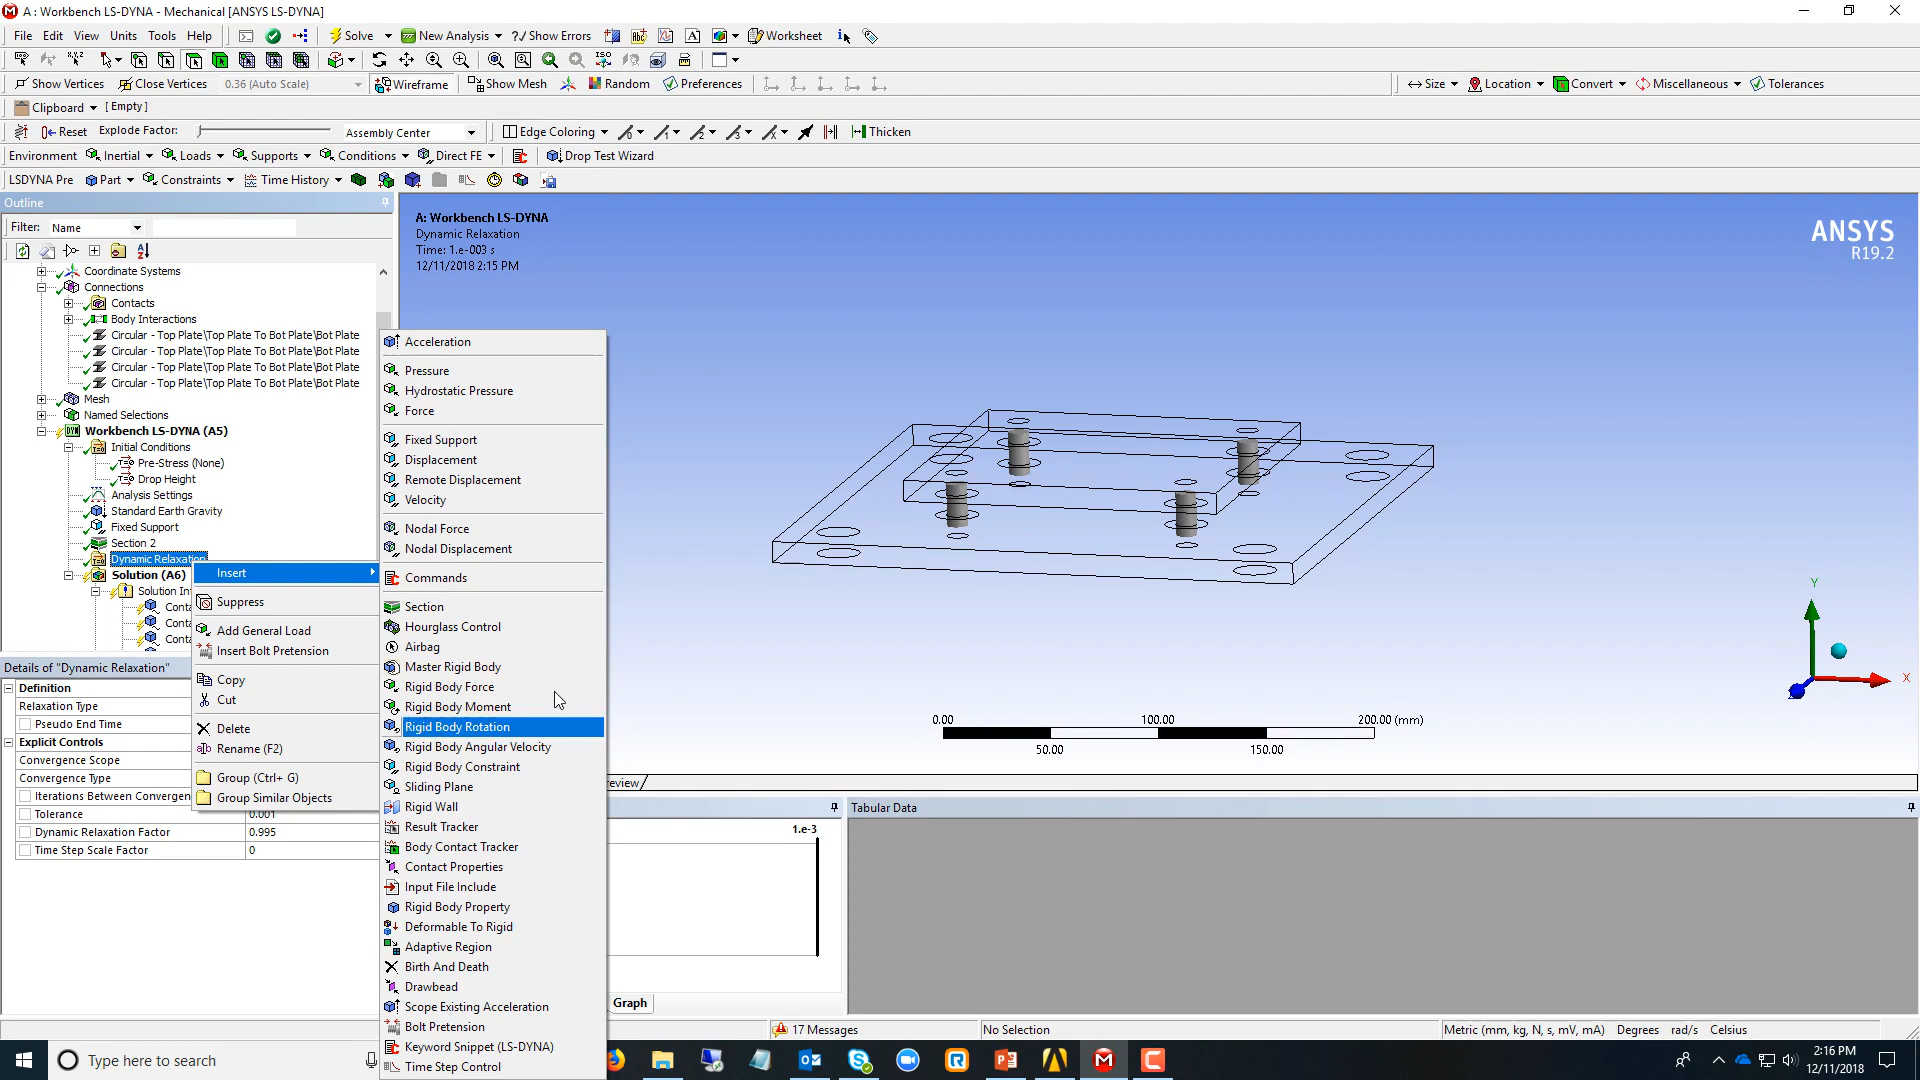 A : Workbench LS-DYNA - Mechanical [ANSYS LS-DYNA]
File Edit View Units Tools Help Solve New Analysis ?/ Show Errors Worksheet
Show Vertices Close Vertices 0.36 (Auto Scale) Wireframe Show Mesh Random Preferences Size Location Convert Miscellaneous Tolerances
Clipboard [ Empty ]
Reset Explode Factor: Assembly Center Edge Coloring Thicken
Environment Inertial Loads Supports Conditions Direct FE Drop Test Wizard
LSDYNA Pre Part Constraints Time History
Outline
Filter: Name
Coordinate Systems
Connections
Contacts
Body Interactions
Circular - Top Plate\Top Plate To Bot Plate\Bot Plate
Circular - Top Plate\Top Plate To Bot Plate\Bot Plate
Circular - Top Plate\Top Plate To Bot Plate\Bot Plate
Circular - Top Plate\Top Plate To Bot Plate\Bot Plate
Mesh
Named Selections
Workbench LS-DYNA (A5)
Initial Conditions
Pre-Stress (None)
Drop Height
Analysis Settings
Standard Earth Gravity
Fixed Support
Section 2
Dynamic Relaxation
Solution (A6)
Solution In
Conta
Conta
Conta
Details of "Dynamic Relaxation"
Definition
Relaxation Type
Pseudo End Time
Explicit Controls
Convergence Scope
Convergence Type
Iterations Between Convergen
Tolerance 0.001
Dynamic Relaxation Factor 0.995
Time Step Scale Factor 0
Insert
Suppress
Add General Load
Insert Bolt Pretension
Copy
Cut
Delete
Rename (F2)
Group (Ctrl+ G)
Group Similar Objects
Acceleration
Pressure
Hydrostatic Pressure
Force
Fixed Support
Displacement
Remote Displacement
Velocity
Nodal Force
Nodal Displacement
Commands
Section
Hourglass Control
Airbag
Master Rigid Body
Rigid Body Force
Rigid Body Moment
Rigid Body Rotation
Rigid Body Angular Velocity
Rigid Body Constraint
Sliding Plane
Rigid Wall
Result Tracker
Body Contact Tracker
Contact Properties
Input File Include
Rigid Body Property
Deformable To Rigid
Adaptive Region
Birth And Death
Drawbead
Scope Existing Acceleration
Bolt Pretension
Keyword Snippet (LS-DYNA)
Time Step Control
A: Workbench LS-DYNA
Dynamic Relaxation
Time: 1.e-003 s
12/11/2018 2:15 PM
ANSYS
R19.2
Y
X
0.00 100.00 200.00 (mm)
50.00 150.00
eview
1.e-3
Graph
Tabular Data
17 Messages No Selection Metric (mm, kg, N, s, mV, mA) Degrees rad/s Celsius
Type here to search
2:16 PM
12/11/2018